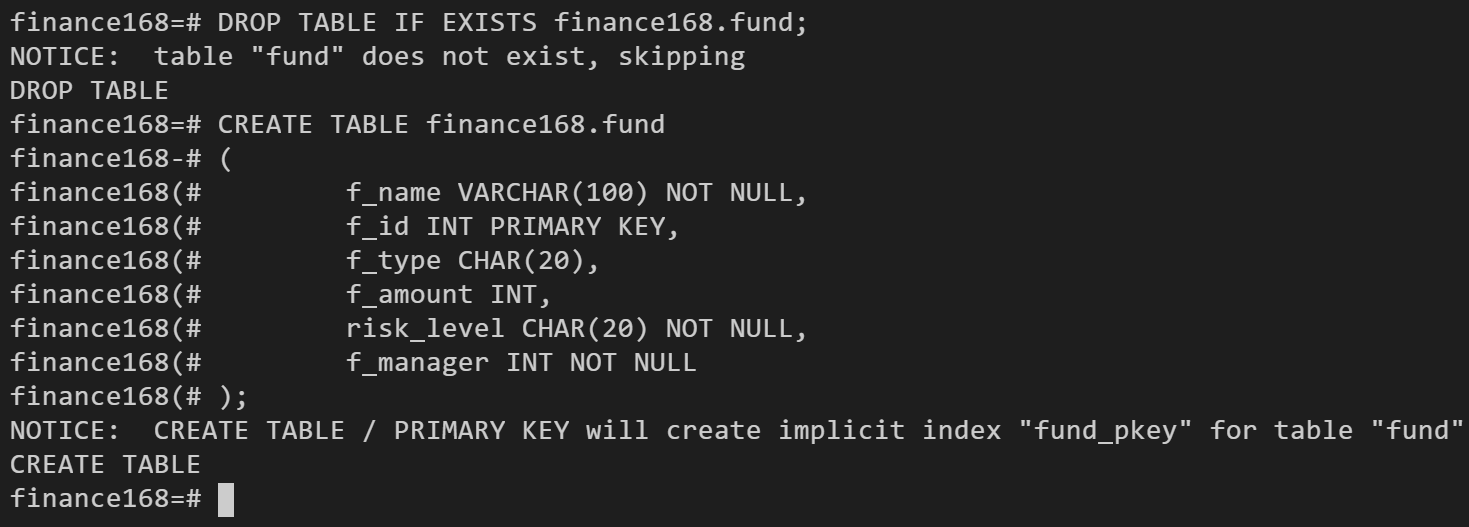 finance168=# DROP TABLE IF EXISTS finance168.fund;
NOTICE:  table "fund" does not exist, skipping
DROP TABLE
finance168=# CREATE TABLE finance168.fund
finance168-# (
finance168(#         f_name VARCHAR(100) NOT NULL,
finance168(#         f_id INT PRIMARY KEY,
finance168(#         f_type CHAR(20),
finance168(#         f_amount INT,
finance168(#         risk_level CHAR(20) NOT NULL,
finance168(#         f_manager INT NOT NULL
finance168(# );
NOTICE:  CREATE TABLE / PRIMARY KEY will create implicit index "fund_pkey" for table "fund"
CREATE TABLE
finance168=#